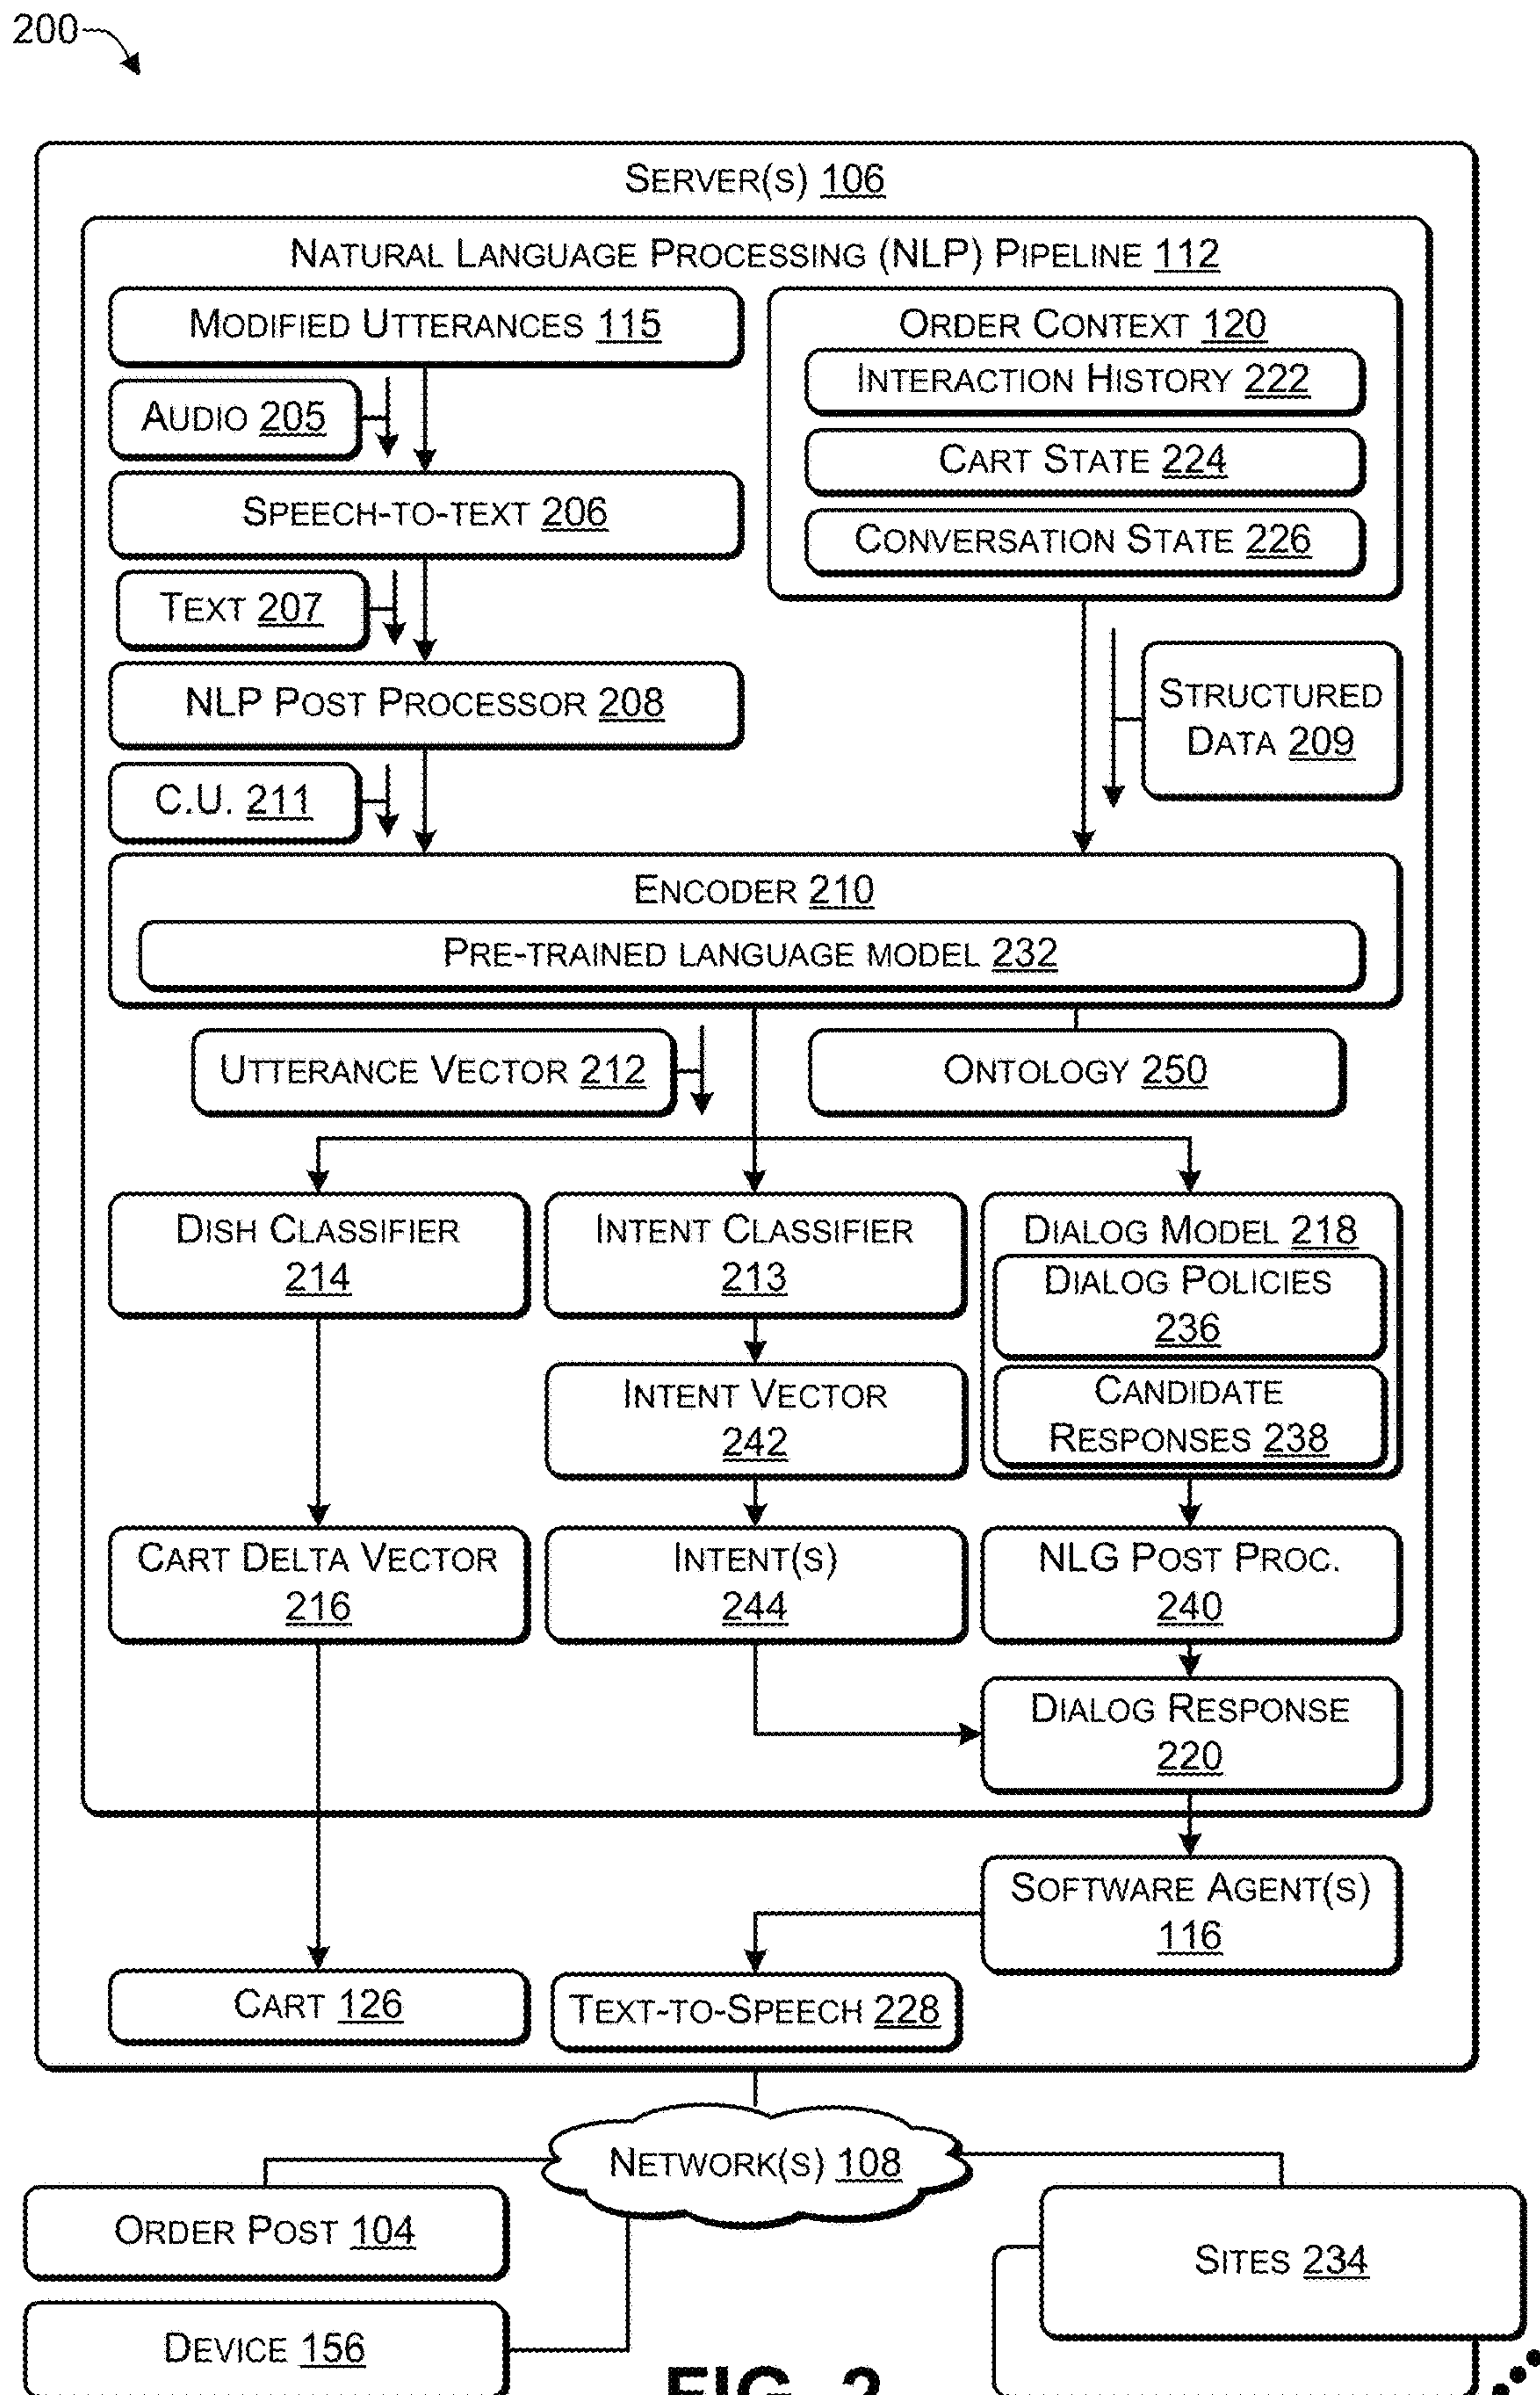 200
SERVER(S) 106
NATURAL LANGUAGE PROCESSING (NLP) PIPELINE 112
MODIFIED UTTERANCES 115
AUDIO 205
SPEECH-TO-TEXT 206
TEXT 207
NLP POST PROCESSOR 208
C.U. 211
ORDER CONTEXT 120
INTERACTION HISTORY 222
CART STATE 224
CONVERSATION STATE 226
STRUCTURED
DATA 209
ENCODER 210
PRE-TRAINED LANGUAGE MODEL 232
UTTERANCE VECTOR 212
ONTOLOGY 250
DISH CLASSIFIER
214
INTENT CLASSIFIER
213
DIALOG MODEL 218
DIALOG POLICIES
236
CANDIDATE
RESPONSES 238
INTENT VECTOR
242
CART DELTA VECTOR
216
INTENT(S)
244
NLG POST PROC.
240
DIALOG RESPONSE
220
SOFTWARE AGENT(S)
116
CART 126
TEXT-TO-SPEECH 228
NETWORK(S) 108
ORDER POST 104
SITES 234
DEVICE 156
FIG. 2